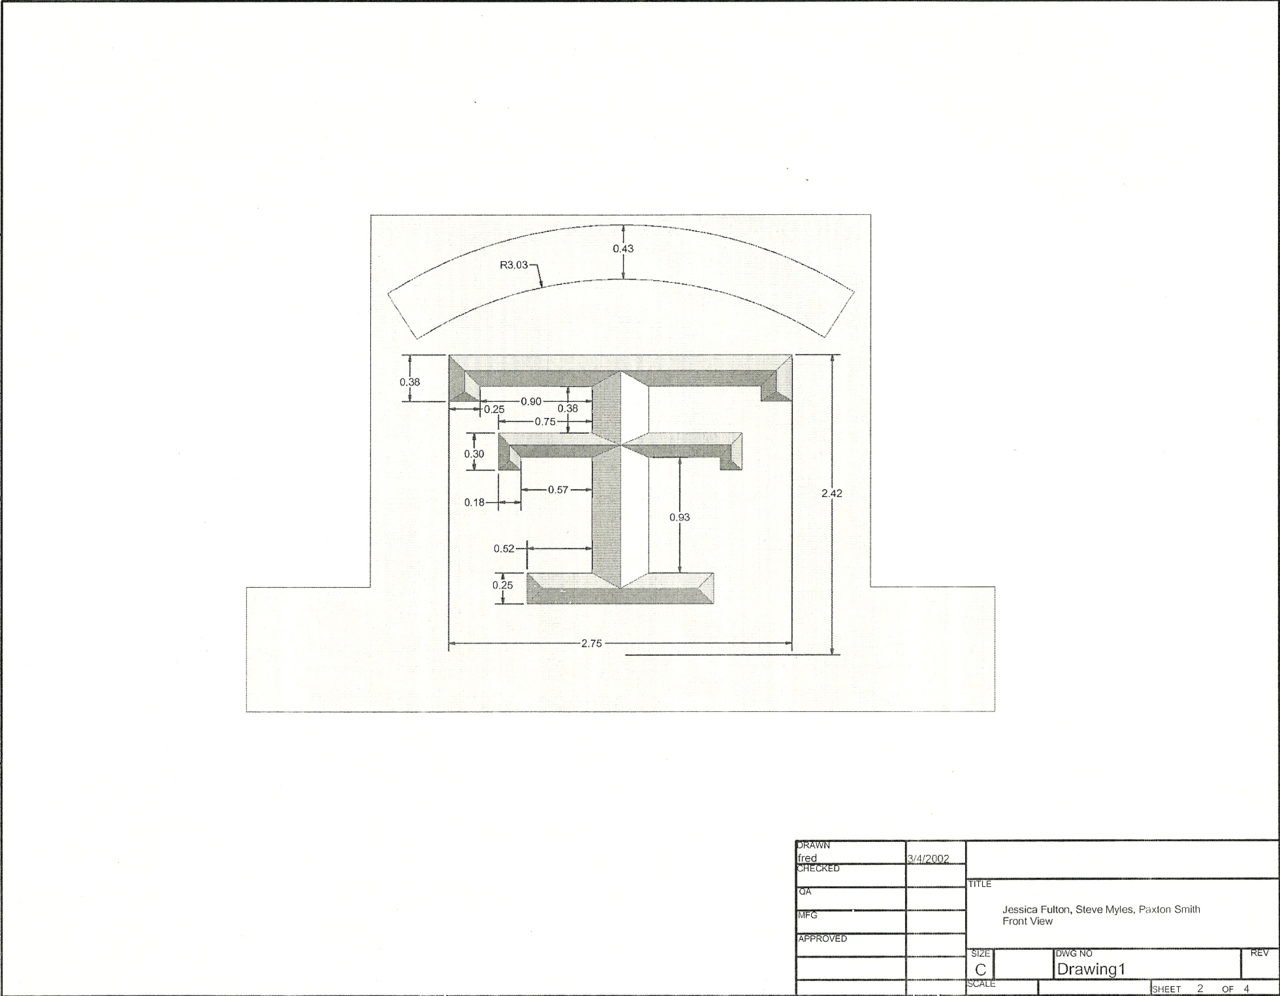 0.43
R3.03
0.38
0.90
0.38
0.25
0.75
0.30
0.57
0.18
2.42
0.93
0.52
0.25
2.75
DRAWN
fred 3/4/2002
CHECKED
QA
MFG
APPROVED
TITLE
Jessica Fulton, Steve Myles, Paxton Smith
Front View
SIZE
C
DWG NO
Drawing1
REV
SCALE
SHEET 2 OF 4